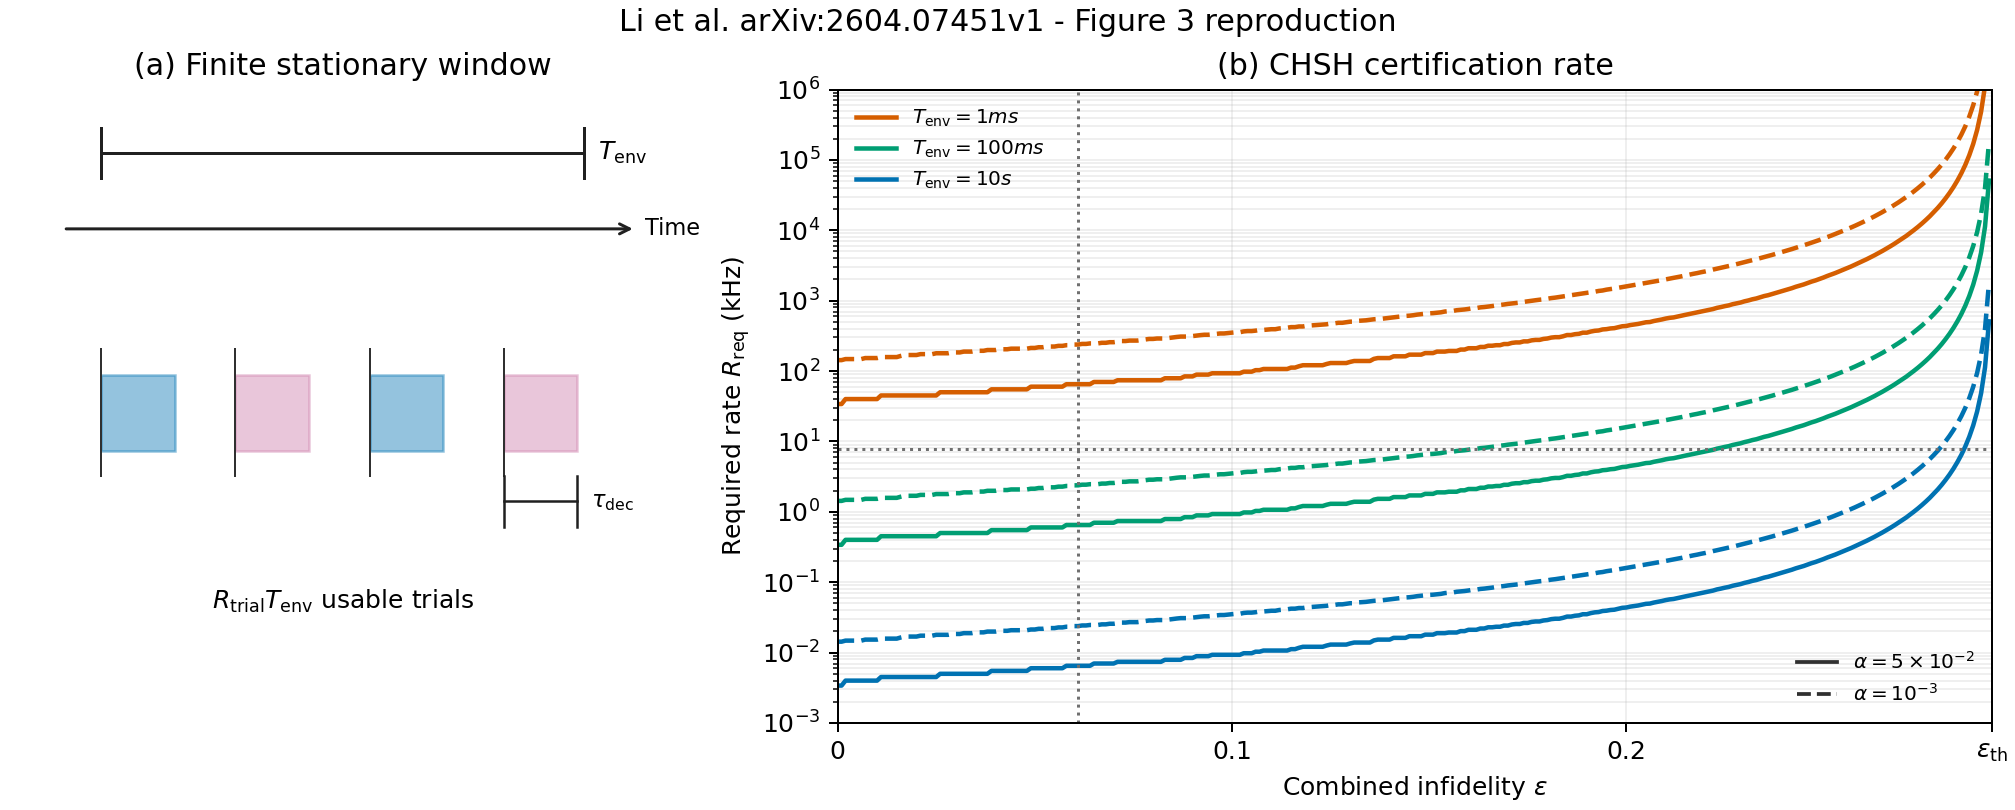 Li et al. arXiv:2604.07451v1 - Figure 3 reproduction
(a) Finite stationary window
T_env
Time
τ_dec
R_trial T_env usable trials
(b) CHSH certification rate
Required rate R_req (kHz)
10^6
10^5
10^4
10^3
10^2
10^1
10^0
10^−1
10^−2
10^−3
T_env = 1ms
T_env = 100ms
T_env = 10s
α = 5 × 10^−2
α = 10^−3
0
0.1
0.2
ε_th
Combined infidelity ε